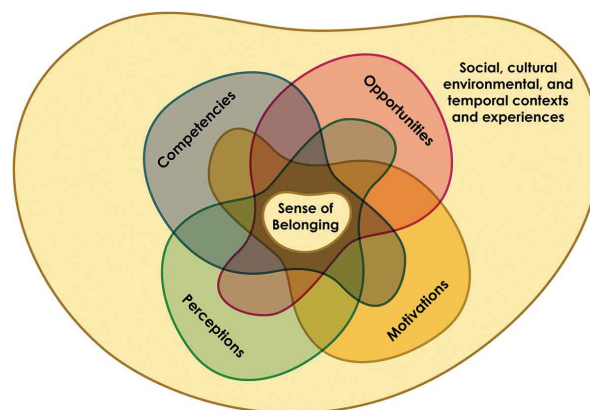 Competencies
Opportunities
Social, cultural
environmental, and
temporal contexts
and experiences
Sense of
Belonging
Perceptions
Motivations